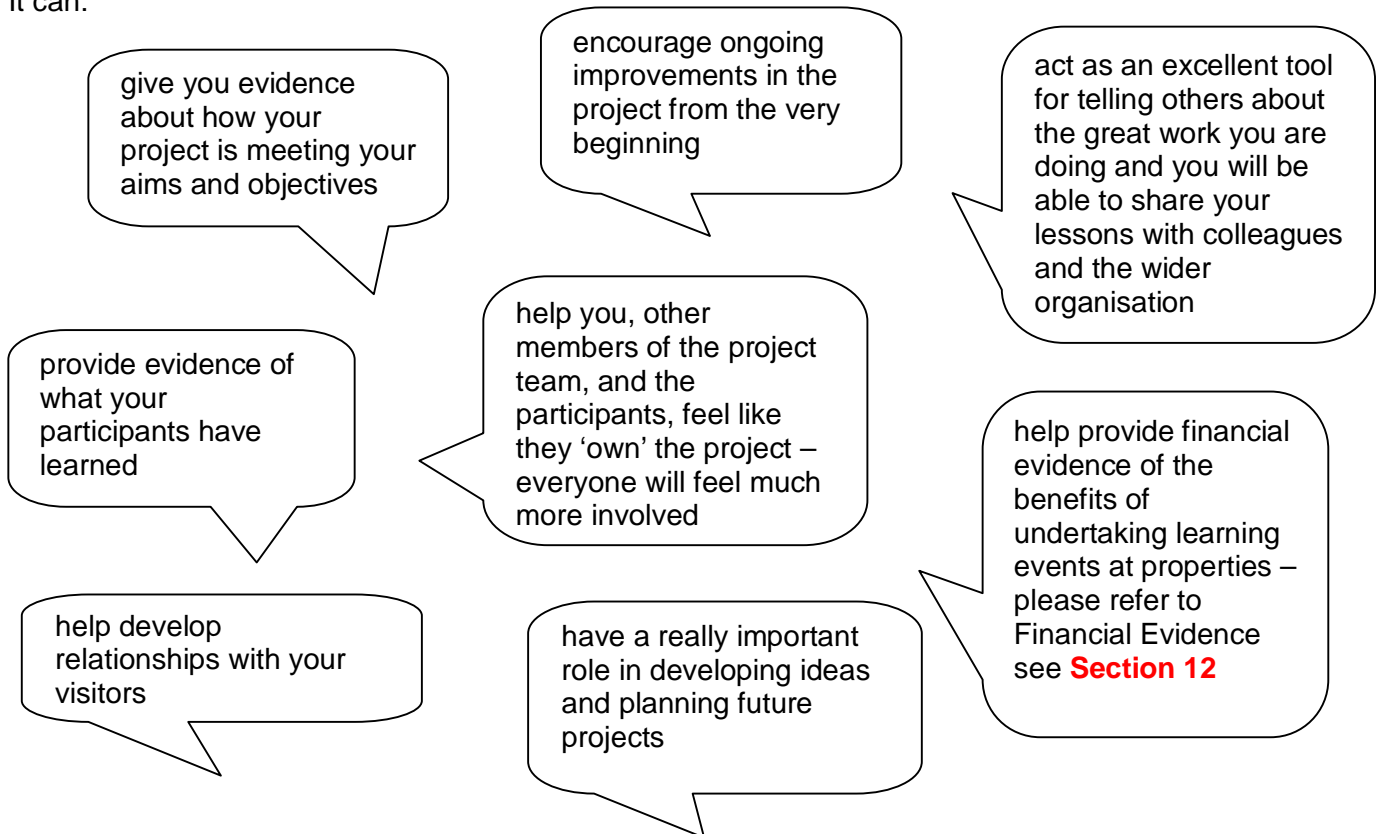 it can:
give you evidence
about how your
project is meeting your
aims and objectives
encourage ongoing
improvements in the
project from the very
beginning
act as an excellent tool
for telling others about
the great work you are
doing and you will be
able to share your
lessons with colleagues
and the wider
organisation
provide evidence of
what your
participants have
learned
help you, other
members of the project
team, and the
participants, feel like
they ‘own’ the project –
everyone will feel much
more involved
help provide financial
evidence of the
benefits of
undertaking learning
events at properties –
please refer to
Financial Evidence
see Section 12
help develop
relationships with your
visitors
have a really important
role in developing ideas
and planning future
projects